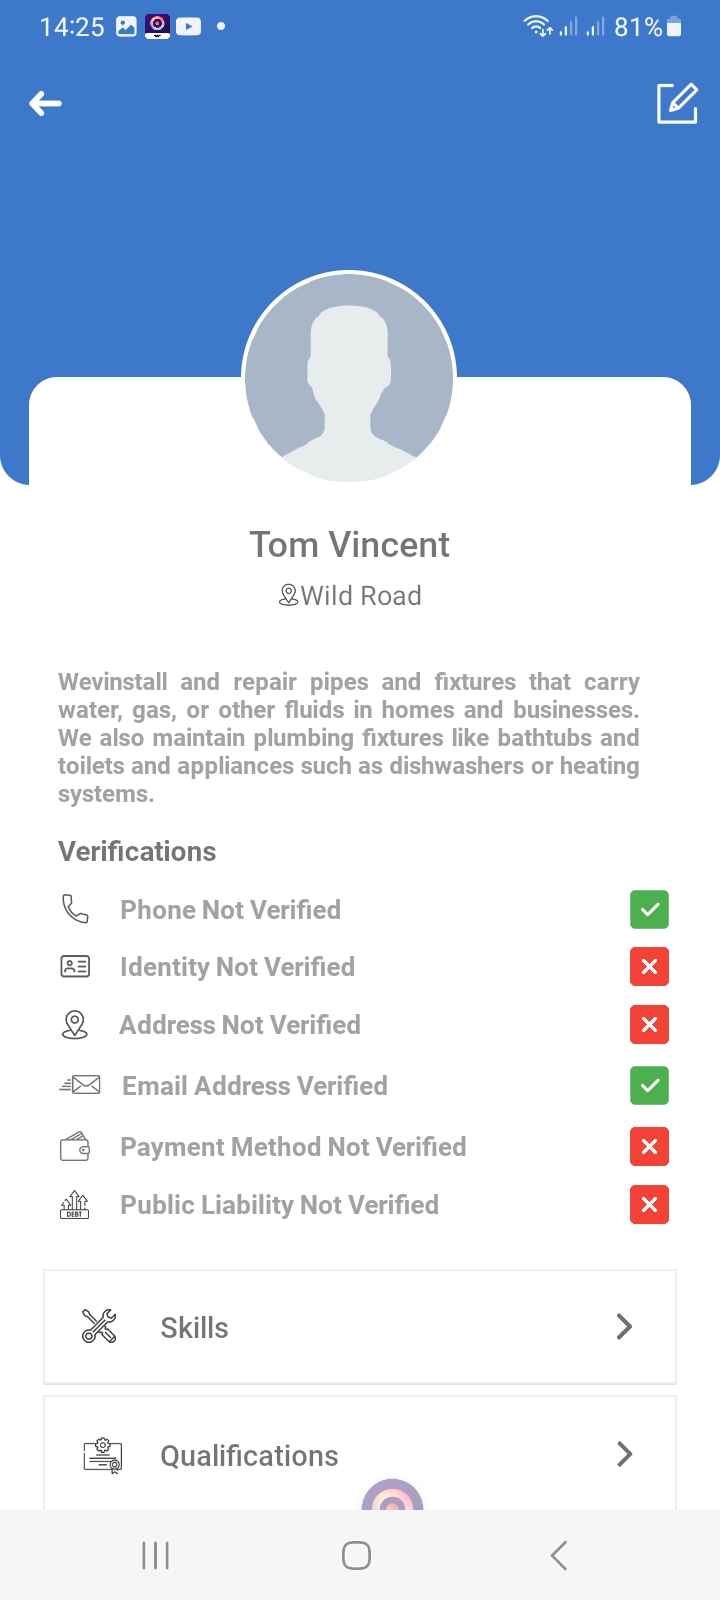 14:25
81%
Tom Vincent
Wild Road
Wevinstall and repair pipes and fixtures that carry
water, gas, or other fluids in homes and businesses.
We also maintain plumbing fixtures like bathtubs and
toilets and appliances such as dishwashers or heating
systems.
Verifications
Phone Not Verified
Identity Not Verified
Address Not Verified
Email Address Verified
Payment Method Not Verified
DEBT
Public Liability Not Verified
Skills
Qualifications